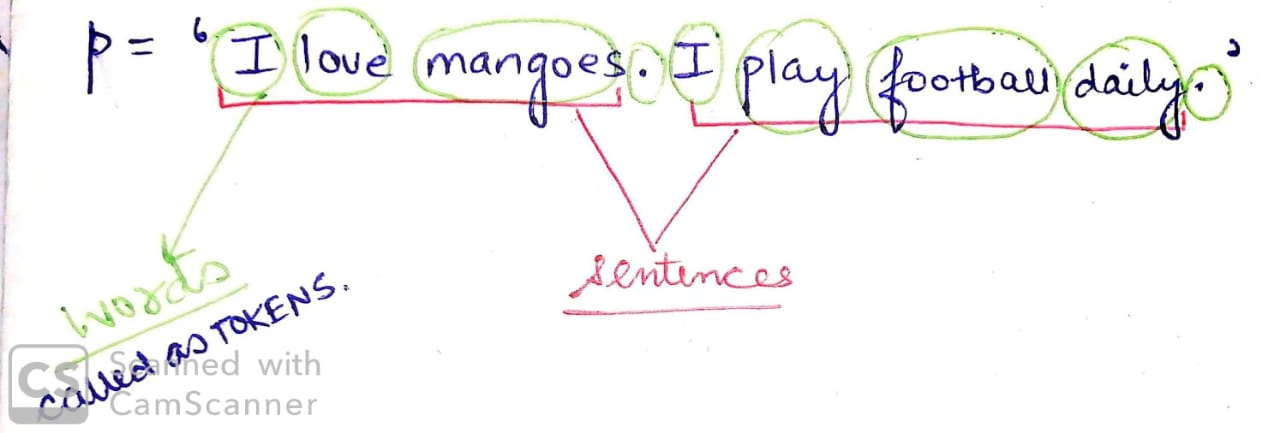 p = 'I love mangoes. I play football daily.'
sentences
words
called as TOKENS.
CS Scanned with
CamScanner